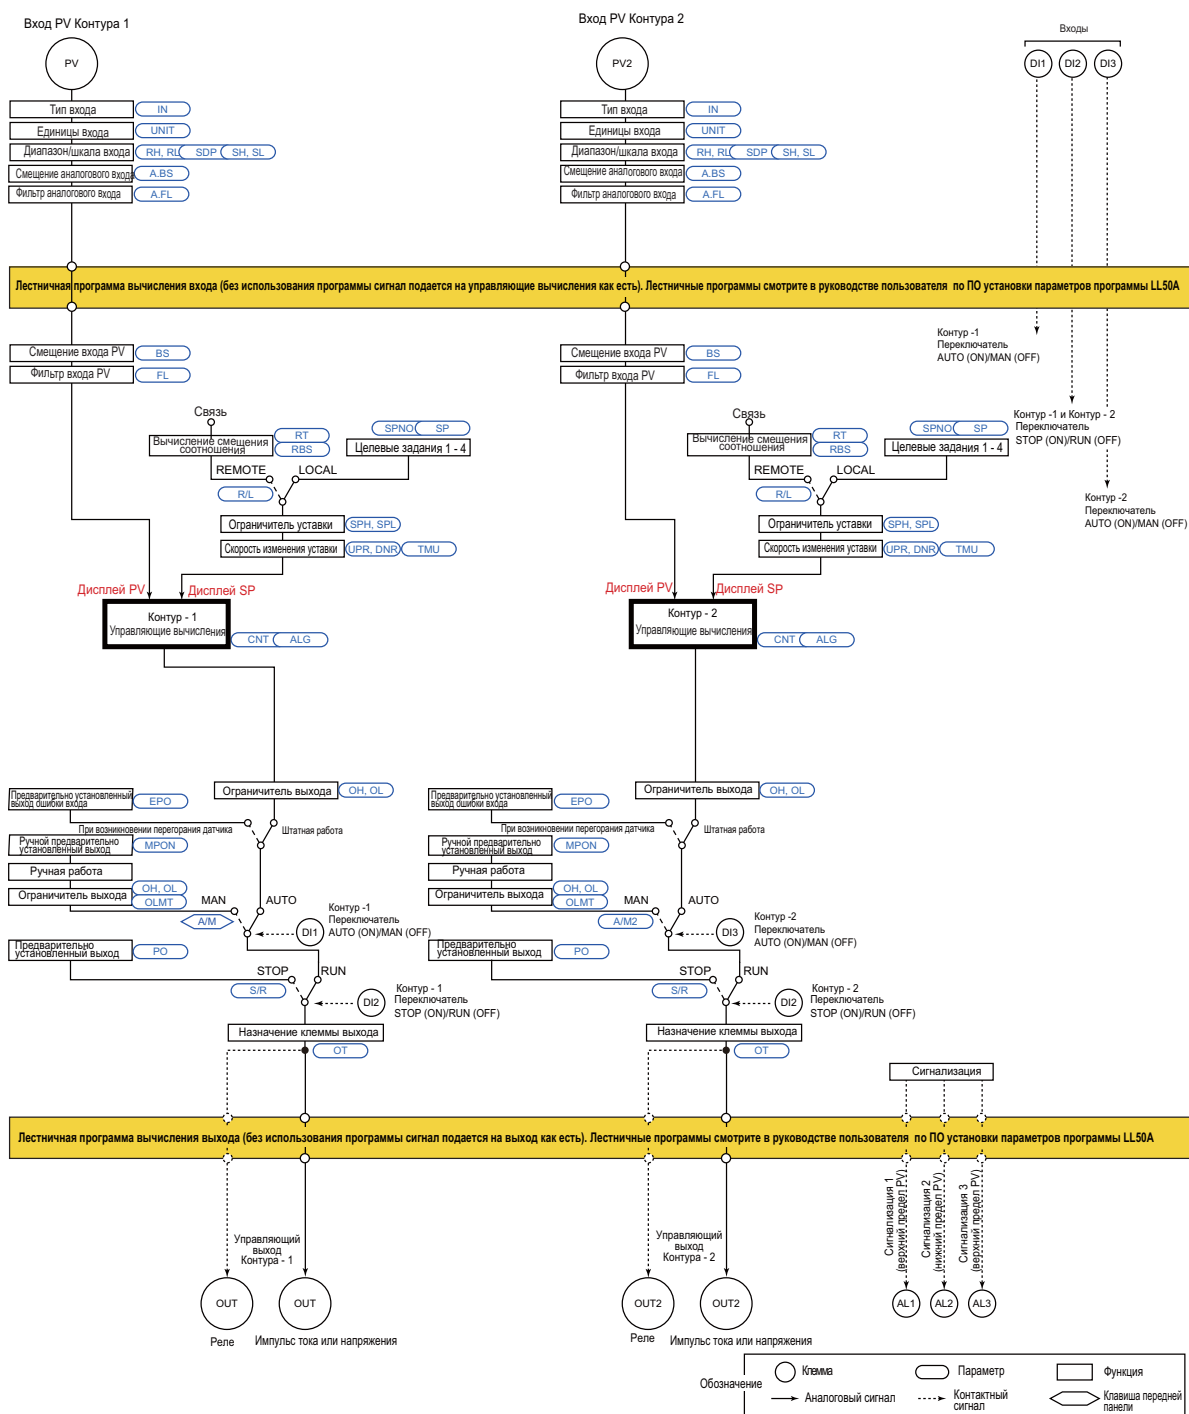 Вход PV Контура 1
Вход PV Контура 2
Входы
PV
PV2
DI1
DI2
DI3
Тип входа
IN
Единицы входа
UNIT
Диапазон/шкала входа
RH, RL
SDP
SH, SL
Смещение аналогового входа
A.BS
Фильтр аналогового входа
A.FL
Тип входа
IN
Единицы входа
UNIT
Диапазон/шкала входа
RH, RL
SDP
SH, SL
Смещение аналогового входа
A.BS
Фильтр аналогового входа
A.FL
Лестничная программа вычисления входа (без использования программы сигнал подается на управляющие вычисления как есть). Лестничные программы смотрите в руководстве пользователя по ПО установки параметров программы LL50A
Контур -1
Переключатель
AUTO (ON)/MAN (OFF)
Контур -1 и Контур - 2
Переключатель
STOP (ON)/RUN (OFF)
Контур -2
Переключатель
AUTO (ON)/MAN (OFF)
Смещение входа PV
BS
Фильтр входа PV
FL
Связь
Вычисление смещения
соотношения
RT
RBS
SPNO
SP
Целевые задания 1 - 4
REMOTE
LOCAL
R/L
Ограничитель уставки
SPH, SPL
Скорость изменения уставки
UPR, DNR
TMU
Дисплей PV
Дисплей SP
Контур - 1
Управляющие вычисления
CNT
ALG
Смещение входа PV
BS
Фильтр входа PV
FL
Связь
Вычисление смещения
соотношения
RT
RBS
SPNO
SP
Целевые задания 1 - 4
REMOTE
LOCAL
R/L
Ограничитель уставки
SPH, SPL
Скорость изменения уставки
UPR, DNR
TMU
Дисплей PV
Дисплей SP
Контур - 2
Управляющие вычисления
CNT
ALG
Ограничитель выхода
OH, OL
Предварительно установленный
выход ошибки входа
EPO
При возникновении перегорания датчика
Штатная работа
Ручной предварительно
установленный выход
MPON
Ручная работа
Ограничитель выхода
OH, OL
OLMT
MAN
AUTO
A/M
DI1
Контур -1
Переключатель
AUTO (ON)/MAN (OFF)
Предварительно
установленный выход
PO
STOP
RUN
S/R
DI2
Контур - 1
Переключатель
STOP (ON)/RUN (OFF)
Назначение клеммы выхода
OT
Ограничитель выхода
OH, OL
Предварительно установленный
выход ошибки входа
EPO
При возникновении перегорания датчика
Штатная работа
Ручной предварительно
установленный выход
MPON
Ручная работа
Ограничитель выхода
OH, OL
OLMT
MAN
AUTO
A/M2
DI3
Контур -2
Переключатель
AUTO (ON)/MAN (OFF)
Предварительно
установленный выход
PO
STOP
RUN
S/R
DI2
Контур - 2
Переключатель
STOP (ON)/RUN (OFF)
Назначение клеммы выхода
OT
Сигнализация
Лестничная программа вычисления выхода (без использования программы сигнал подается на выход как есть). Лестничные программы смотрите в руководстве пользователя по ПО установки параметров программы LL50A
Управляющий
выход
Контура - 1
OUT
OUT
Реле
Импульс тока или напряжения
Управляющий
выход
Контура - 2
OUT2
OUT2
Реле
Импульс тока или напряжения
Сигнализация 1
(верхний предел PV)
Сигнализация 2
(нижний предел PV)
Сигнализация 3
(верхний предел PV)
AL1
AL2
AL3
Обозначение
Клемма
Параметр
Функция
Аналоговый сигнал
Контактный
сигнал
Клавиша передней
панели